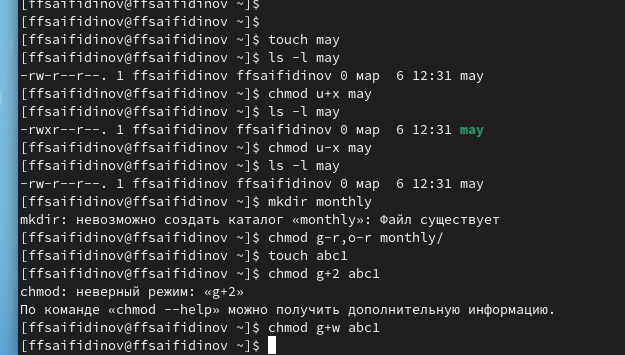 [ffsaifidinov@ffsaifidinov ~]$
[ffsaifidinov@ffsaifidinov ~]$
[ffsaifidinov@ffsaifidinov ~]$ touch may
[ffsaifidinov@ffsaifidinov ~]$ ls -l may
-rw-r--r--. 1 ffsaifidinov ffsaifidinov 0 мар  6 12:31 may
[ffsaifidinov@ffsaifidinov ~]$ chmod u+x may
[ffsaifidinov@ffsaifidinov ~]$ ls -l may
-rwxr--r--. 1 ffsaifidinov ffsaifidinov 0 мар  6 12:31 may
[ffsaifidinov@ffsaifidinov ~]$ chmod u-x may
[ffsaifidinov@ffsaifidinov ~]$ ls -l may
-rw-r--r--. 1 ffsaifidinov ffsaifidinov 0 мар  6 12:31 may
[ffsaifidinov@ffsaifidinov ~]$ mkdir monthly
mkdir: невозможно создать каталог «monthly»: Файл существует
[ffsaifidinov@ffsaifidinov ~]$ chmod g-r,o-r monthly/
[ffsaifidinov@ffsaifidinov ~]$ touch abc1
[ffsaifidinov@ffsaifidinov ~]$ chmod g+2 abc1
chmod: неверный режим: «g+2»
По команде «chmod --help» можно получить дополнительную информацию.
[ffsaifidinov@ffsaifidinov ~]$ chmod g+w abc1
[ffsaifidinov@ffsaifidinov ~]$